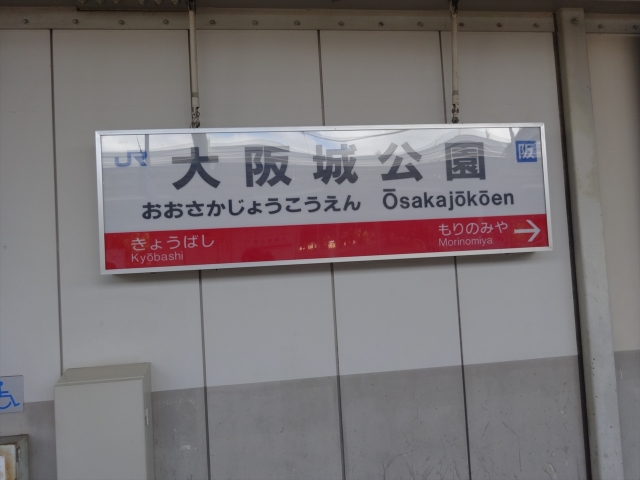 JR 大阪城公園 阪
おおさかじょうこうえん Ōsakajōkōen
きょうばし もりのみや →
Kyōbashi Morinomiya